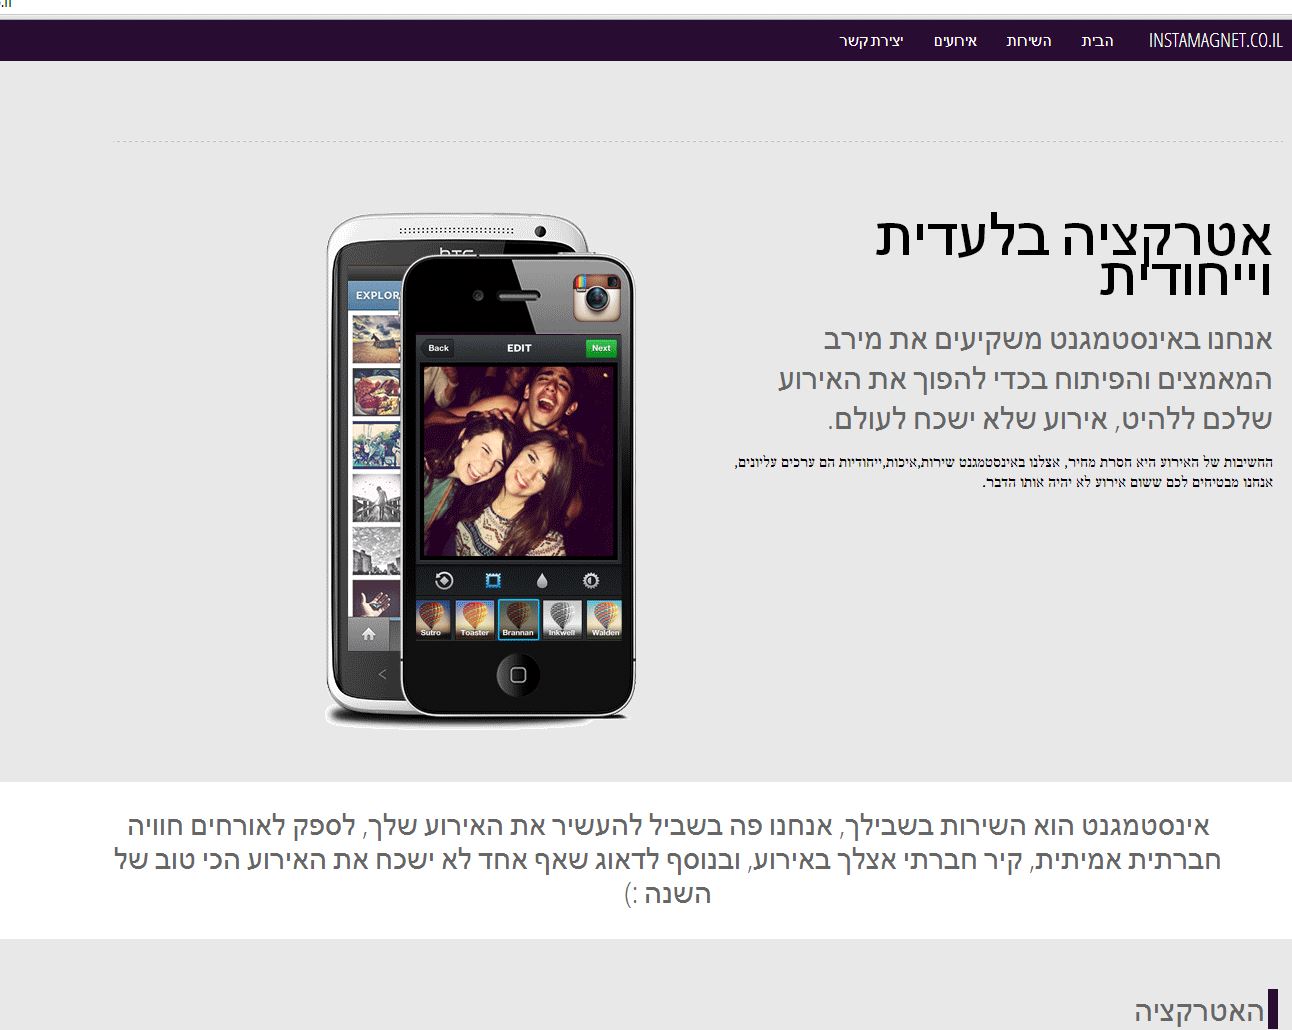 INSTAMAGNET.CO.IL הבית השירות אירועים יצירת קשר
אטרקציה בלעדית
וייחודית
אנחנו באינסטמגנט משקיעים את מירב
המאמצים והפיתוח בכדי להפוך את האירוע
שלכם ללהיט, אירוע שלא ישכח לעולם.
החשיבות של האירוע היא חסרת מחיר, אצלנו באינסטמגנט שירות,איכות,ייחודיות הם ערכים עליונים,
אנחנו מבטיחים לכם ששום אירוע לא יהיה אותו הדבר.
EXPLOR
Back EDIT Next
Sutro Toaster Brannan Inkwell Walden
אינסטמגנט הוא השירות בשבילך, אנחנו פה בשביל להעשיר את האירוע שלך, לספק לאורחים חוויה
חברתית אמיתית, קיר חברתי אצלך באירוע, ובנוסף לדאוג שאף אחד לא ישכח את האירוע הכי טוב של
השנה :)
האטרקציה